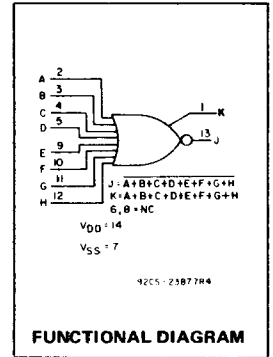 A 2
B 3
C 4
D 5
E 9
F 10
G 11
H 12
1 K
13 J
J = A+B+C+D+E+F+G+H
K = A+B+C+D+E+F+G+H
6, 8 = NC
VDD = 14
VSS = 7
92CS-23877R4
FUNCTIONAL DIAGRAM